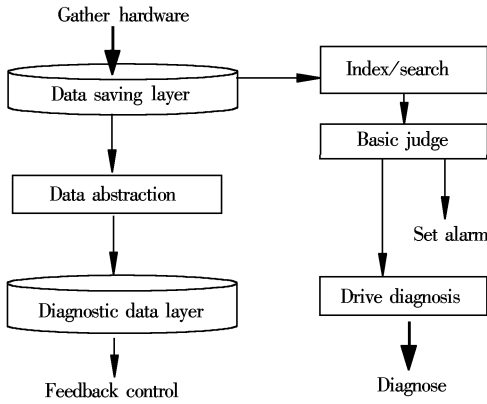 Gather hardware
Data saving layer
Index/search
Basic judge
Data abstraction
Set alarm
Diagnostic data layer
Drive diagnosis
Feedback control
Diagnose